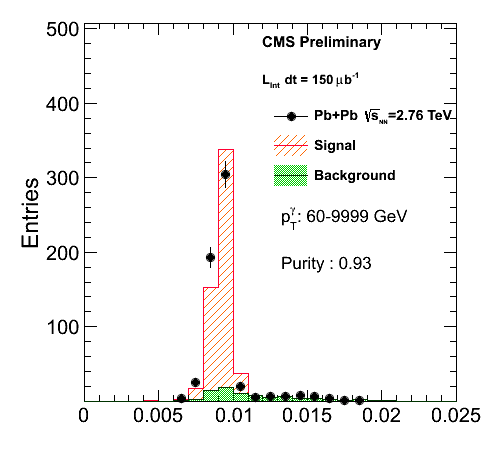 500
400
300
200
100
Entries
CMS Preliminary
L_Int dt = 150 μb⁻¹
Pb+Pb √s_NN=2.76 TeV
Signal
Background
p_T^γ: 60-9999 GeV
Purity : 0.93
0 0.005 0.01 0.015 0.02 0.025